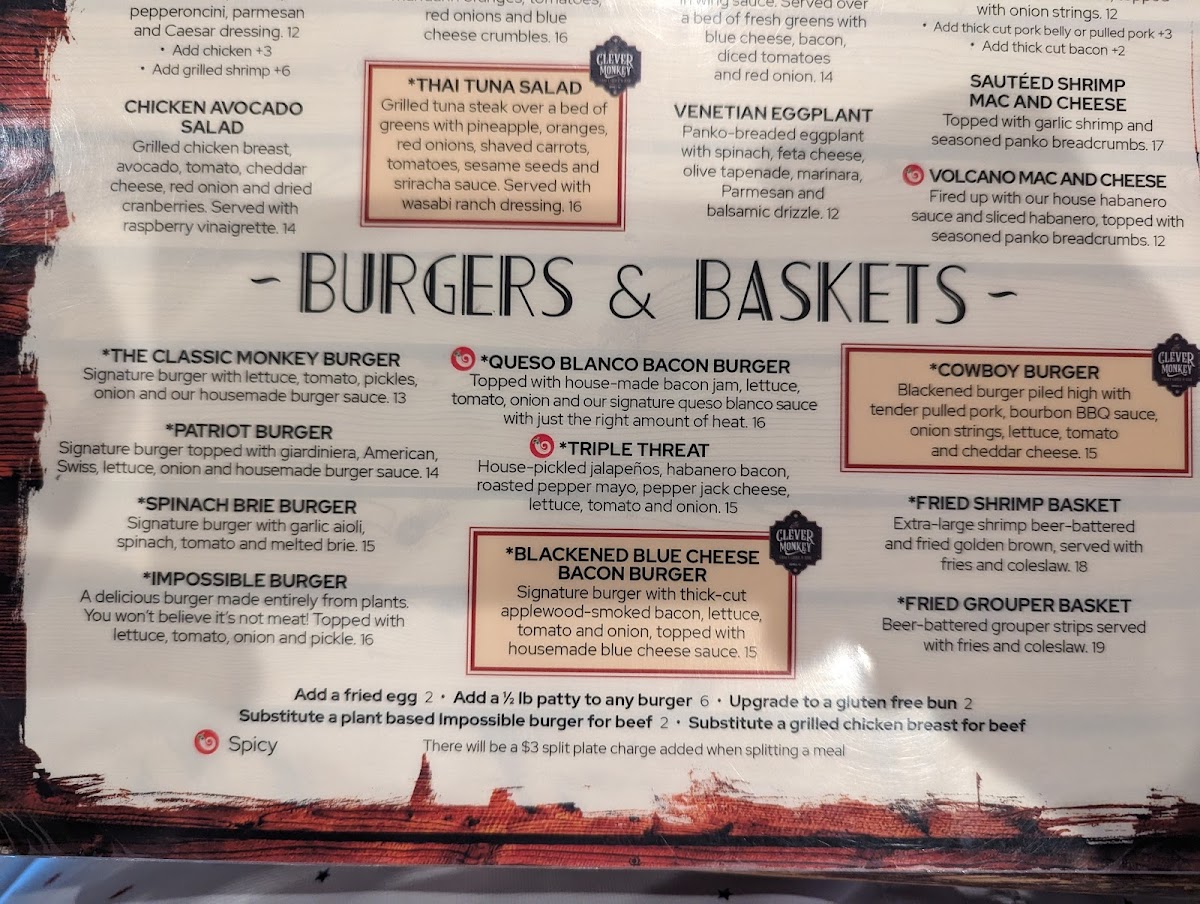 pepperoncini, parmesan
and Caesar dressing. 12
• Add chicken +3
• Add grilled shrimp +6
CHICKEN AVOCADO
SALAD
Grilled chicken breast,
avocado, tomato, cheddar
cheese, red onion and dried
cranberries. Served with
raspberry vinaigrette. 14
red onions and blue
cheese crumbles. 16
CLEVER
MONKEY
*THAI TUNA SALAD
Grilled tuna steak over a bed of
greens with pineapple, oranges,
red onions, shaved carrots,
tomatoes, sesame seeds and
sriracha sauce. Served with
wasabi ranch dressing. 16
in wing sauce. Served over
a bed of fresh greens with
blue cheese, bacon,
diced tomatoes
and red onion. 14
VENETIAN EGGPLANT
Panko-breaded eggplant
with spinach, feta cheese,
olive tapenade, marinara,
Parmesan and
balsamic drizzle. 12
with onion strings. 12
• Add thick cut pork belly or pulled pork +3
• Add thick cut bacon +2
SAUTÉED SHRIMP
MAC AND CHEESE
Topped with garlic shrimp and
seasoned panko breadcrumbs. 17
VOLCANO MAC AND CHEESE
Fired up with our house habanero
sauce and sliced habanero, topped with
seasoned panko breadcrumbs. 12
~ BURGERS & BASKETS ~
*THE CLASSIC MONKEY BURGER
Signature burger with lettuce, tomato, pickles,
onion and our housemade burger sauce. 13
*PATRIOT BURGER
Signature burger topped with giardiniera, American,
Swiss, lettuce, onion and housemade burger sauce. 14
*SPINACH BRIE BURGER
Signature burger with garlic aioli,
spinach, tomato and melted brie. 15
*IMPOSSIBLE BURGER
A delicious burger made entirely from plants.
You won't believe it's not meat! Topped with
lettuce, tomato, onion and pickle. 16
*QUESO BLANCO BACON BURGER
Topped with house-made bacon jam, lettuce,
tomato, onion and our signature queso blanco sauce
with just the right amount of heat. 16
*TRIPLE THREAT
House-pickled jalapeños, habanero bacon,
roasted pepper mayo, pepper jack cheese,
lettuce, tomato and onion. 15
CLEVER
MONKEY
*BLACKENED BLUE CHEESE
BACON BURGER
Signature burger with thick-cut
applewood-smoked bacon, lettuce,
tomato and onion, topped with
housemade blue cheese sauce. 15
CLEVER
MONKEY
*COWBOY BURGER
Blackened burger piled high with
tender pulled pork, bourbon BBQ sauce,
onion strings, lettuce, tomato
and cheddar cheese. 15
*FRIED SHRIMP BASKET
Extra-large shrimp beer-battered
and fried golden brown, served with
fries and coleslaw. 18
*FRIED GROUPER BASKET
Beer-battered grouper strips served
with fries and coleslaw. 19
Add a fried egg 2 • Add a ½ lb patty to any burger 6 • Upgrade to a gluten free bun 2
Substitute a plant based Impossible burger for beef 2 • Substitute a grilled chicken breast for beef
Spicy
There will be a $3 split plate charge added when splitting a meal